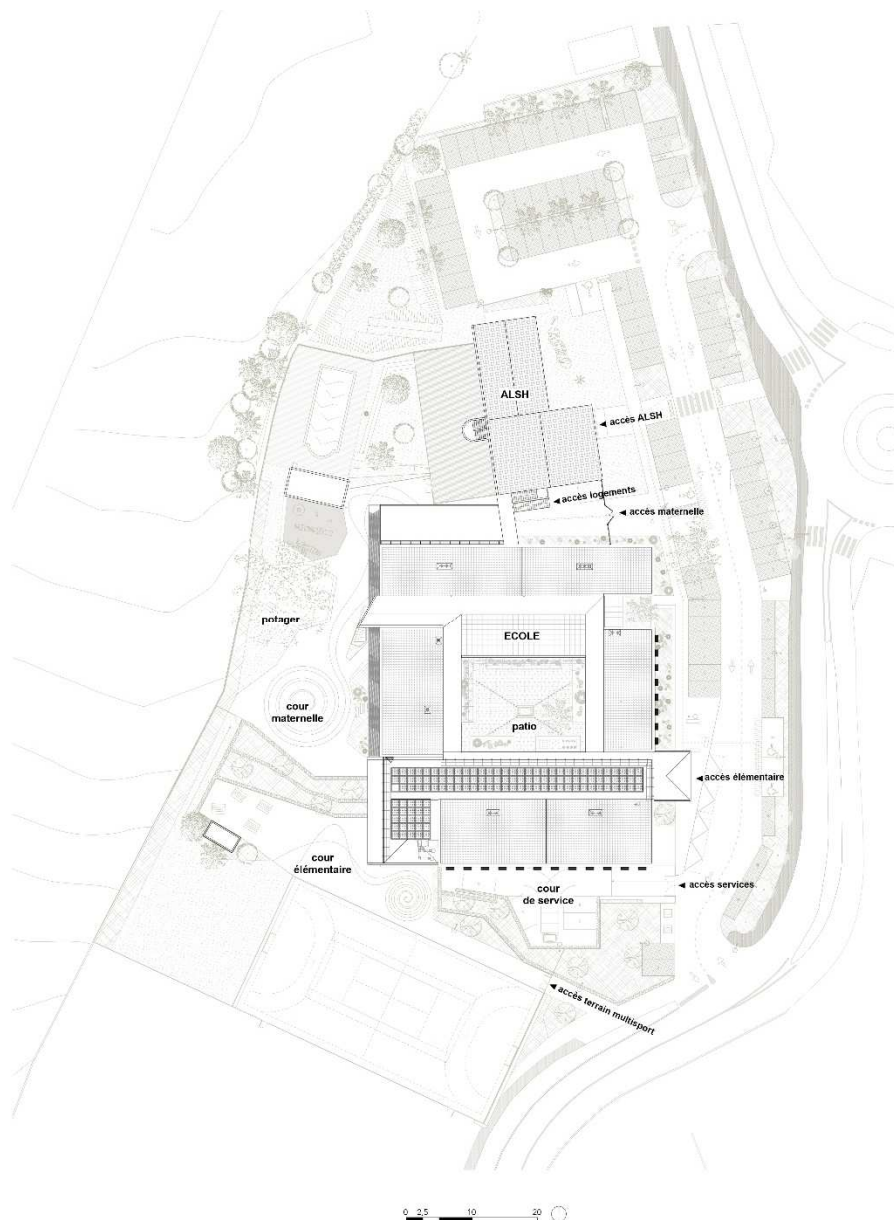 ALSH
◄ accès ALSH
◄ accès logements
◄ accès maternelle
potager
ECOLE
cour
maternelle
patio
◄ accès élémentaire
cour
élémentaire
cour
de service
◄ accès services
◄ accès terrain multisport
0 2,5 10 20